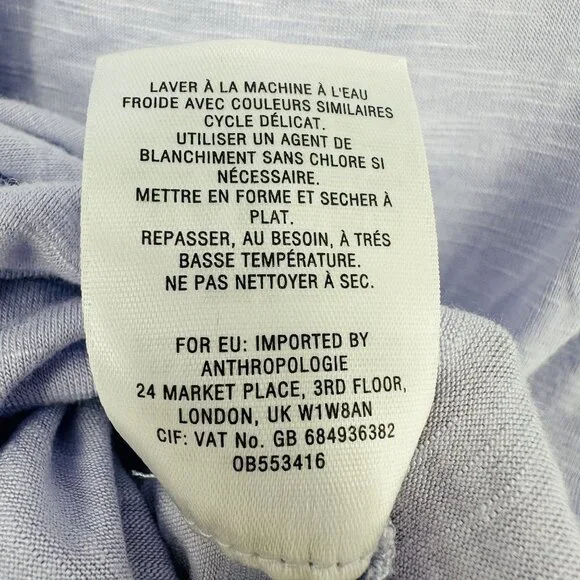 LAVER À LA MACHINE À L'EAU
FROIDE AVEC COULEURS SIMILAIRES
CYCLE DÉLICAT.
UTILISER UN AGENT DE
BLANCHIMENT SANS CHLORE SI
NÉCESSAIRE.
METTRE EN FORME ET SECHER À
PLAT.
REPASSER, AU BESOIN, À TRÉS
BASSE TEMPÉRATURE.
NE PAS NETTOYER À SEC.
FOR EU: IMPORTED BY
ANTHROPOLOGIE
24 MARKET PLACE, 3RD FLOOR,
LONDON, UK W1W8AN
CIF: VAT No. GB 684936382
OB553416